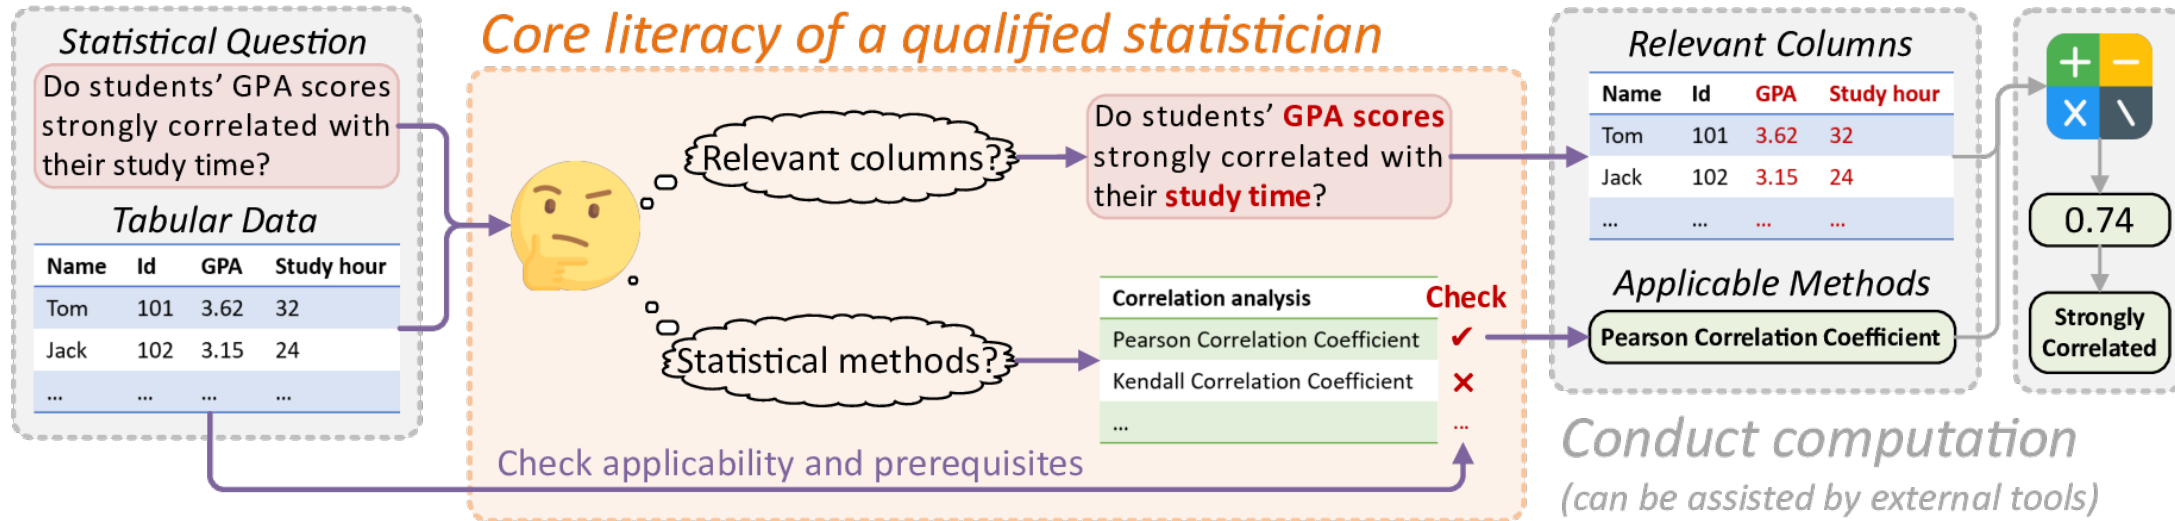 Statistical Question
Do students’ GPA scores
strongly correlated with
their study time?
Tabular Data
Name Id GPA Study hour
Tom 101 3.62 32
Jack 102 3.15 24
... ... ... ...
Core literacy of a qualified statistician
Relevant columns?
Do students’ GPA scores
strongly correlated with
their study time?
Statistical methods?
Correlation analysis Check
Pearson Correlation Coefficient ✓
Kendall Correlation Coefficient ✕
... ...
Check applicability and prerequisites
Relevant Columns
Name Id GPA Study hour
Tom 101 3.62 32
Jack 102 3.15 24
... ... ... ...
Applicable Methods
Pearson Correlation Coefficient
+ −
X \
0.74
Strongly
Correlated
Conduct computation
(can be assisted by external tools)